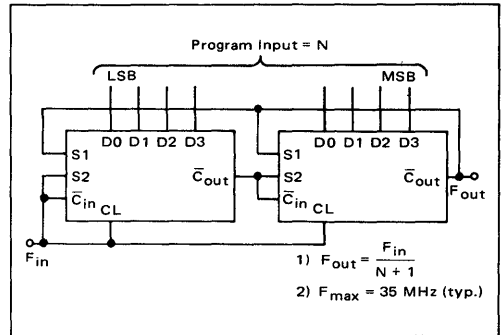 Program Input = N
LSB MSB
D0 D1 D2 D3 D0 D1 D2 D3
S1 S1
S2 C̅out S2 C̅out
C̅in C̅in Fout
CL CL
Fin
1) Fout = Fin / N + 1
2) Fmax = 35 MHz (typ.)